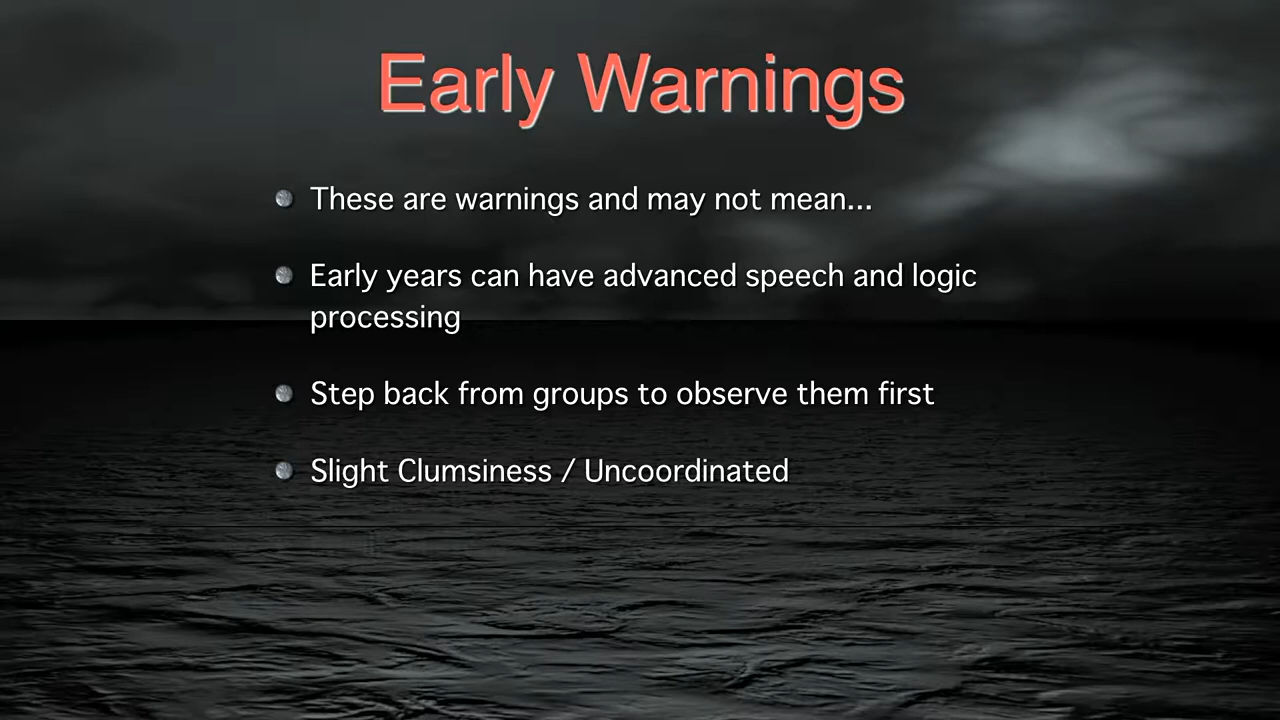 Early Warnings
These are warnings and may not mean...
Early years can have advanced speech and logic
processing
Step back from groups to observe them first
Slight Clumsiness / Uncoordinated